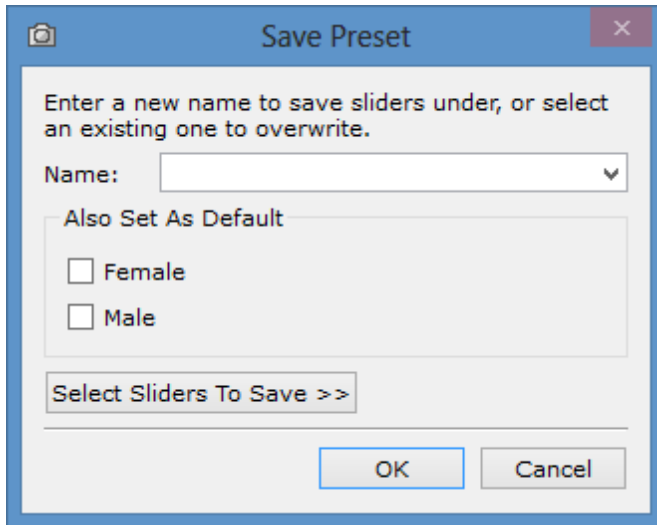 Save Preset
Enter a new name to save sliders under, or select
an existing one to overwrite.
Name:
Also Set As Default
Female
Male
Select Sliders To Save >>
OK Cancel